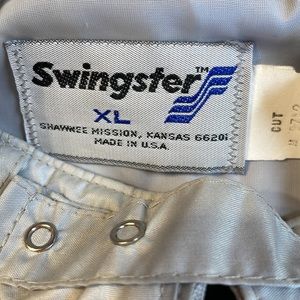 Swingster™
XL
SHAWNEE MISSION, KANSAS 66201
MADE IN U.S.A.
CUT